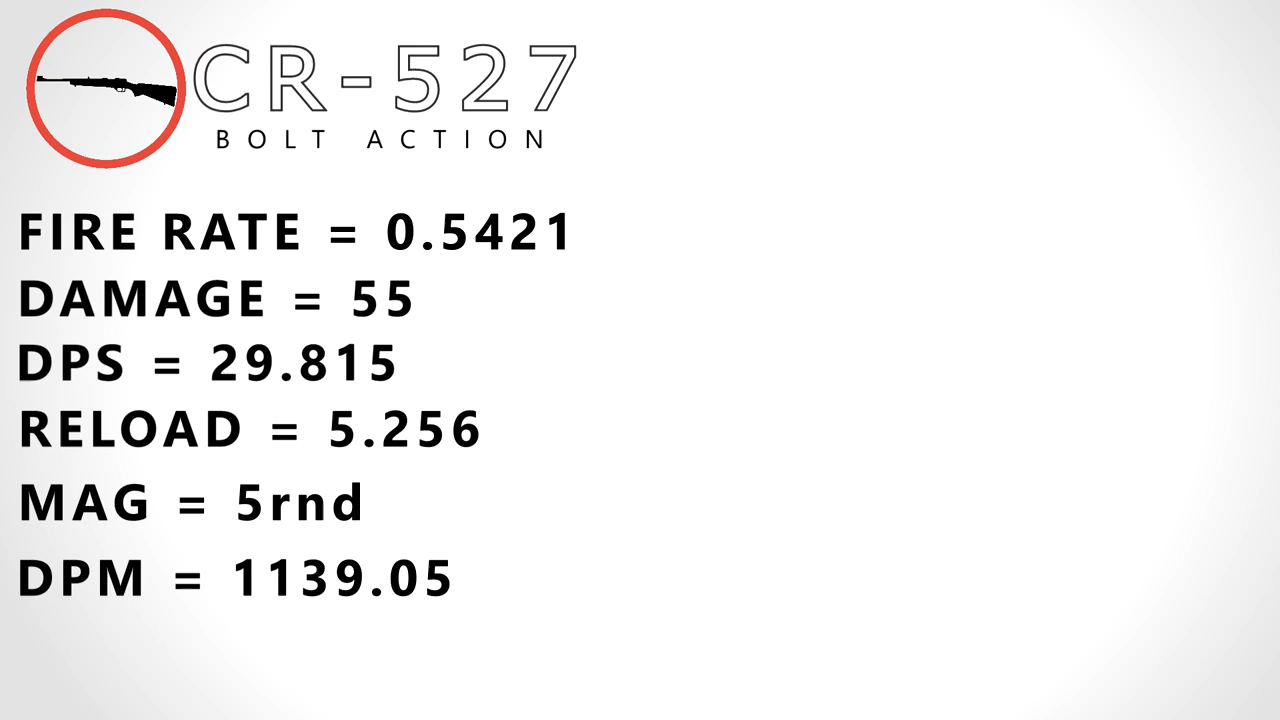 CR-527
BOLT ACTION
FIRE RATE = 0.5421
DAMAGE = 55
DPS = 29.815
RELOAD = 5.256
MAG = 5rnd
DPM = 1139.05